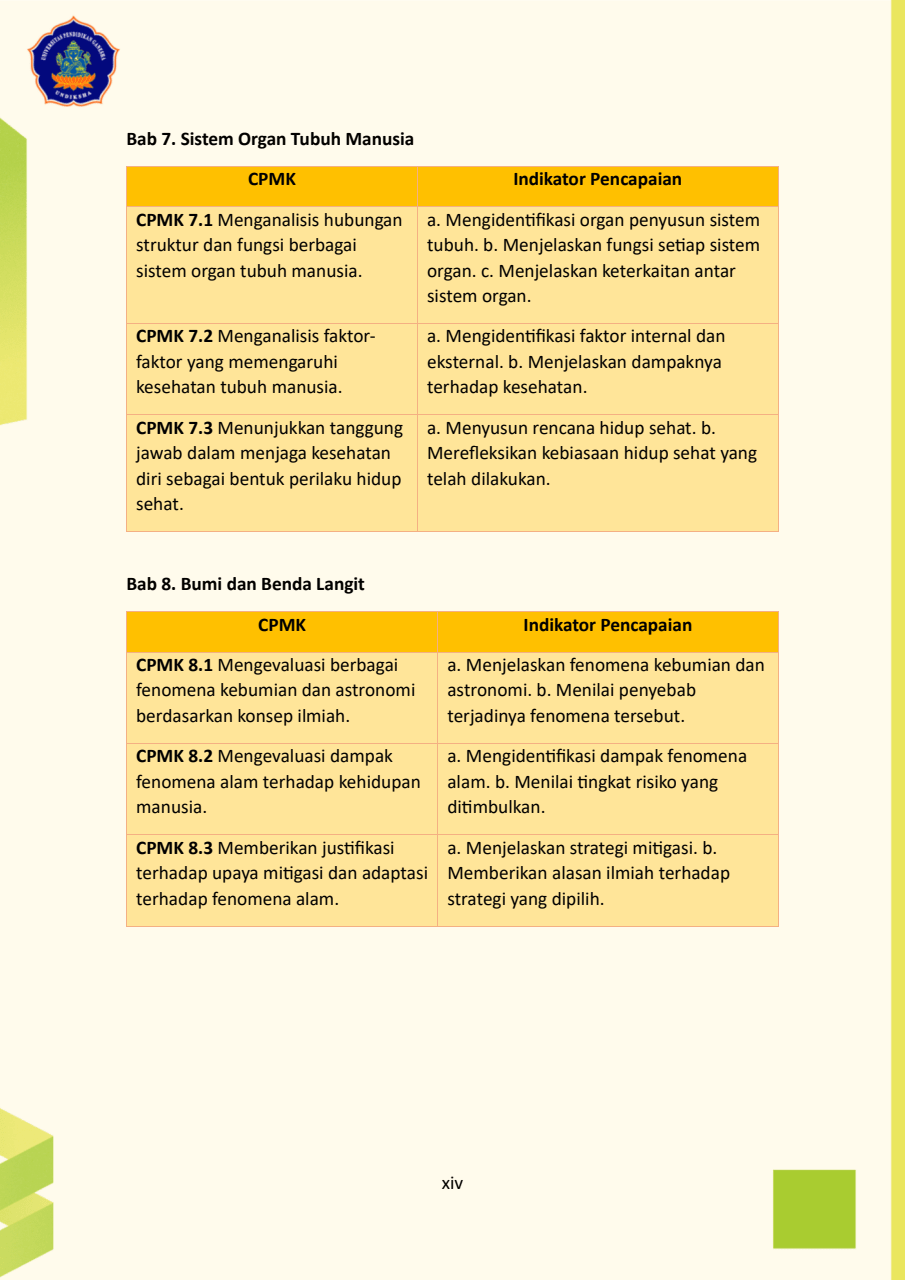 UNIVERSITAS PENDIDIKAN GANESHA
UNDIKSHA
Bab 7. Sistem Organ Tubuh Manusia
CPMK
Indikator Pencapaian
CPMK 7.1 Menganalisis hubungan
struktur dan fungsi berbagai
sistem organ tubuh manusia.
a. Mengidentifikasi organ penyusun sistem
tubuh. b. Menjelaskan fungsi setiap sistem
organ. c. Menjelaskan keterkaitan antar
sistem organ.
CPMK 7.2 Menganalisis faktor-
faktor yang memengaruhi
kesehatan tubuh manusia.
a. Mengidentifikasi faktor internal dan
eksternal. b. Menjelaskan dampaknya
terhadap kesehatan.
CPMK 7.3 Menunjukkan tanggung
jawab dalam menjaga kesehatan
diri sebagai bentuk perilaku hidup
sehat.
a. Menyusun rencana hidup sehat. b.
Merefleksikan kebiasaan hidup sehat yang
telah dilakukan.
Bab 8. Bumi dan Benda Langit
CPMK
Indikator Pencapaian
CPMK 8.1 Mengevaluasi berbagai
fenomena kebumian dan astronomi
berdasarkan konsep ilmiah.
a. Menjelaskan fenomena kebumian dan
astronomi. b. Menilai penyebab
terjadinya fenomena tersebut.
CPMK 8.2 Mengevaluasi dampak
fenomena alam terhadap kehidupan
manusia.
a. Mengidentifikasi dampak fenomena
alam. b. Menilai tingkat risiko yang
ditimbulkan.
CPMK 8.3 Memberikan justifikasi
terhadap upaya mitigasi dan adaptasi
terhadap fenomena alam.
a. Menjelaskan strategi mitigasi. b.
Memberikan alasan ilmiah terhadap
strategi yang dipilih.
xiv